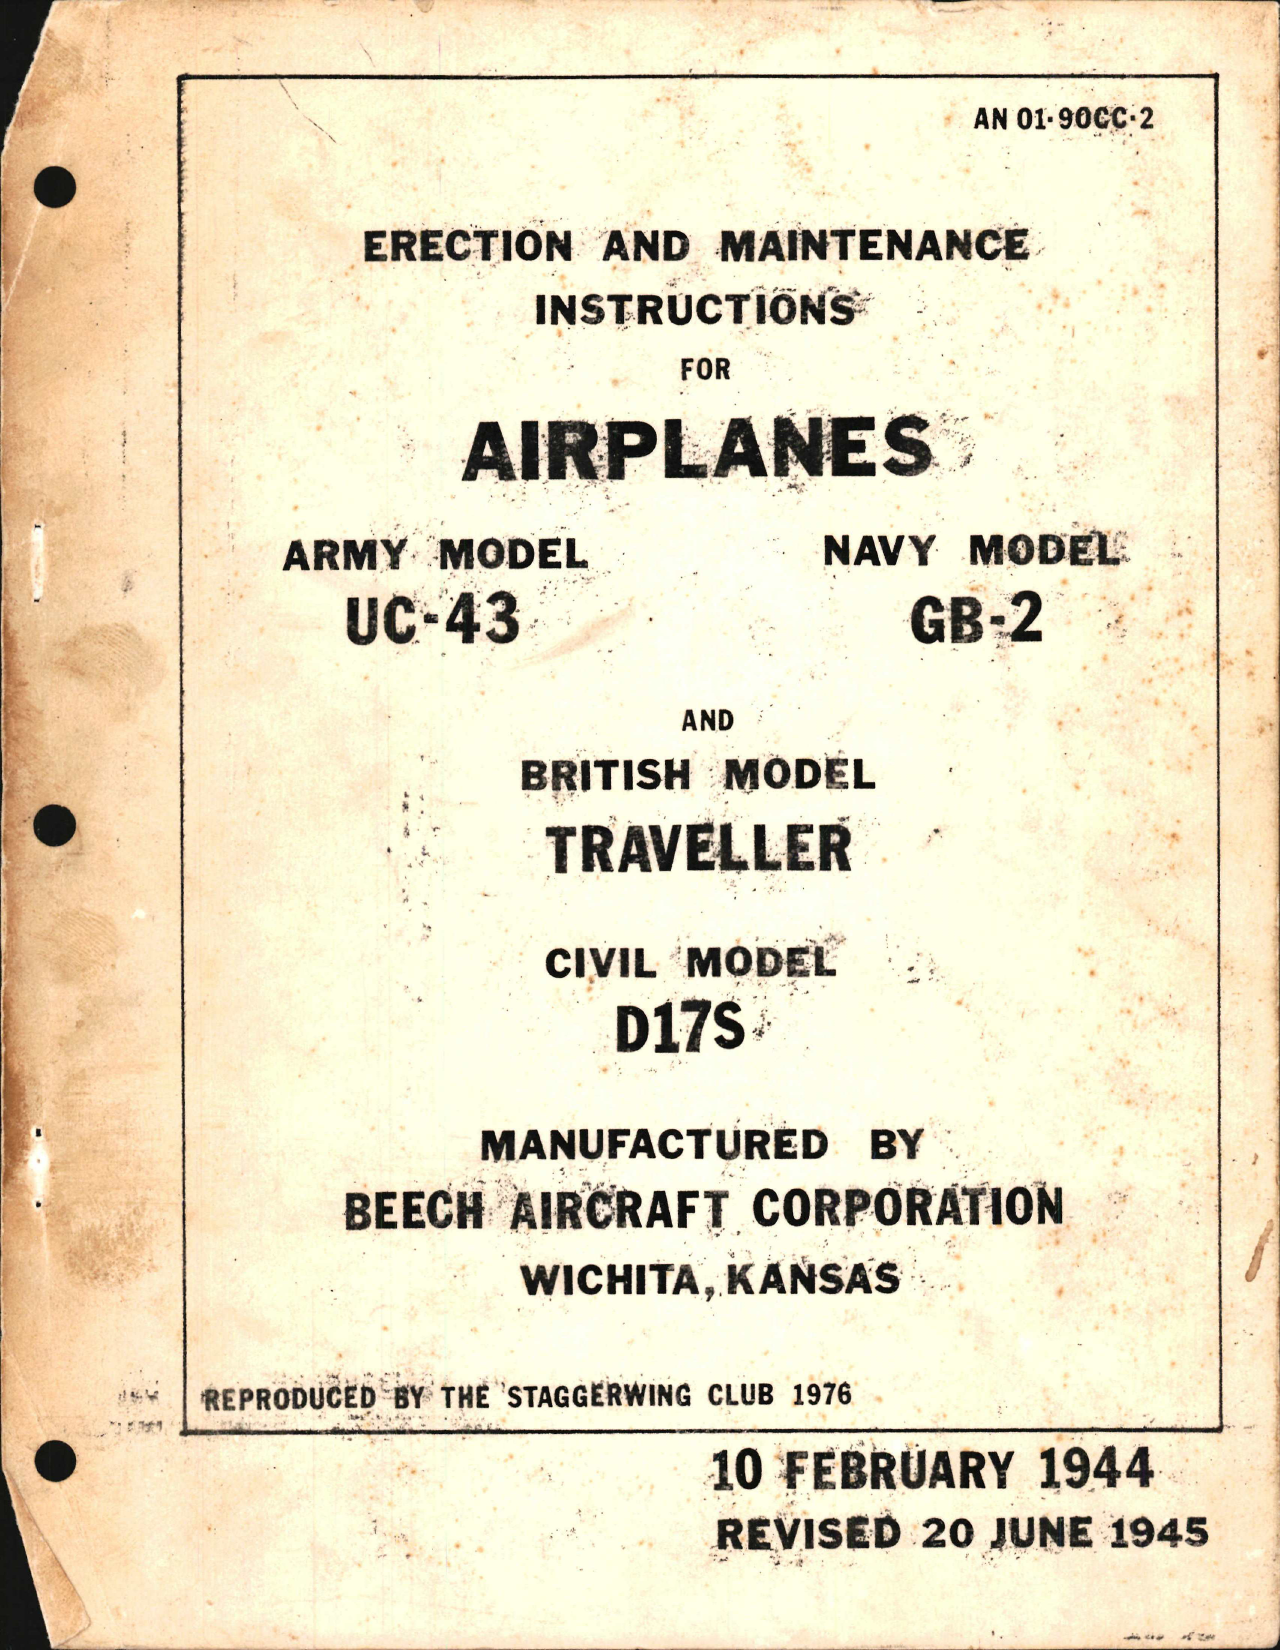 AN 01-90CC-2
ERECTION AND MAINTENANCE
INSTRUCTIONS
FOR
AIRPLANES
ARMY MODEL NAVY MODEL
UC-43 GB-2
AND
BRITISH MODEL
TRAVELLER
CIVIL MODEL
D17S
MANUFACTURED BY
BEECH AIRCRAFT CORPORATION
WICHITA, KANSAS
REPRODUCED BY THE STAGGERWING CLUB 1976
10 FEBRUARY 1944
REVISED 20 JUNE 1945